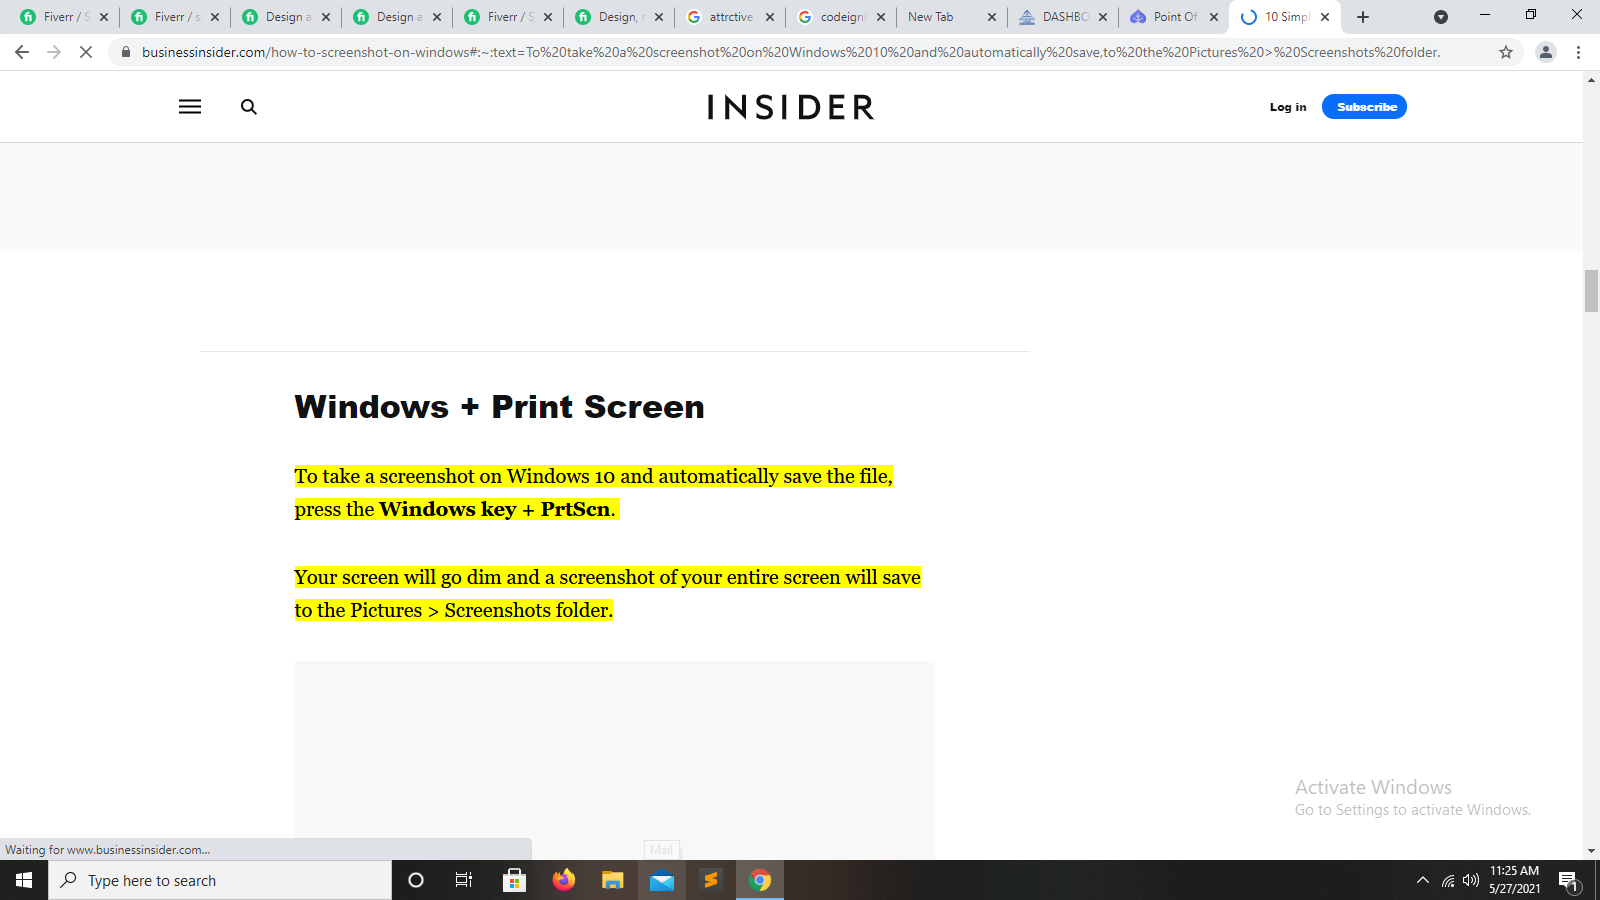 Fiverr / S
Fiverr / s
Design a
Design a
Fiverr / S
Design, r
attrctive
codeigni
New Tab
DASHBO
Point Of
10 Simpl
businessinsider.com/how-to-screenshot-on-windows#:~:text=To%20take%20a%20screenshot%20on%20Windows%2010%20and%20automatically%20save,to%20the%20Pictures%20>%20Screenshots%20folder.
INSIDER
Log in
Subscribe
Windows + Print Screen
To take a screenshot on Windows 10 and automatically save the file,
press the Windows key + PrtScn.
Your screen will go dim and a screenshot of your entire screen will save
to the Pictures > Screenshots folder.
Activate Windows
Go to Settings to activate Windows.
Waiting for www.businessinsider.com...
Mail
Type here to search
11:25 AM
5/27/2021
1